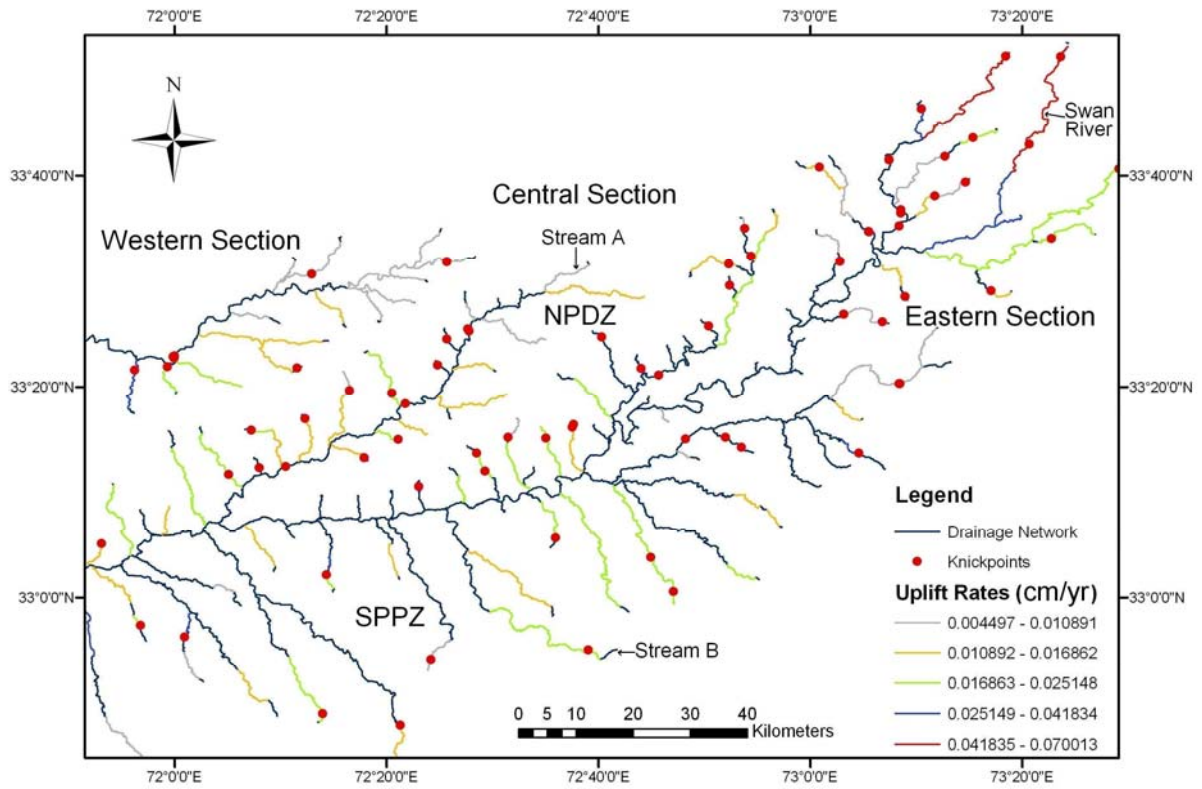 72°0'0"E 72°20'0"E 72°40'0"E 73°0'0"E 73°20'0"E
N
Swan
River
33°40'0"N 33°40'0"N
Central Section
Western Section
Stream A
NPDZ
Eastern Section
33°20'0"N 33°20'0"N
Legend
Drainage Network
Knickpoints
Uplift Rates (cm/yr)
0.004497 - 0.010891
0.010892 - 0.016862
0.016863 - 0.025148
0.025149 - 0.041834
0.041835 - 0.070013
33°0'0"N 33°0'0"N
SPPZ
Stream B
0 5 10 20 30 40
Kilometers
72°0'0"E 72°20'0"E 72°40'0"E 73°0'0"E 73°20'0"E